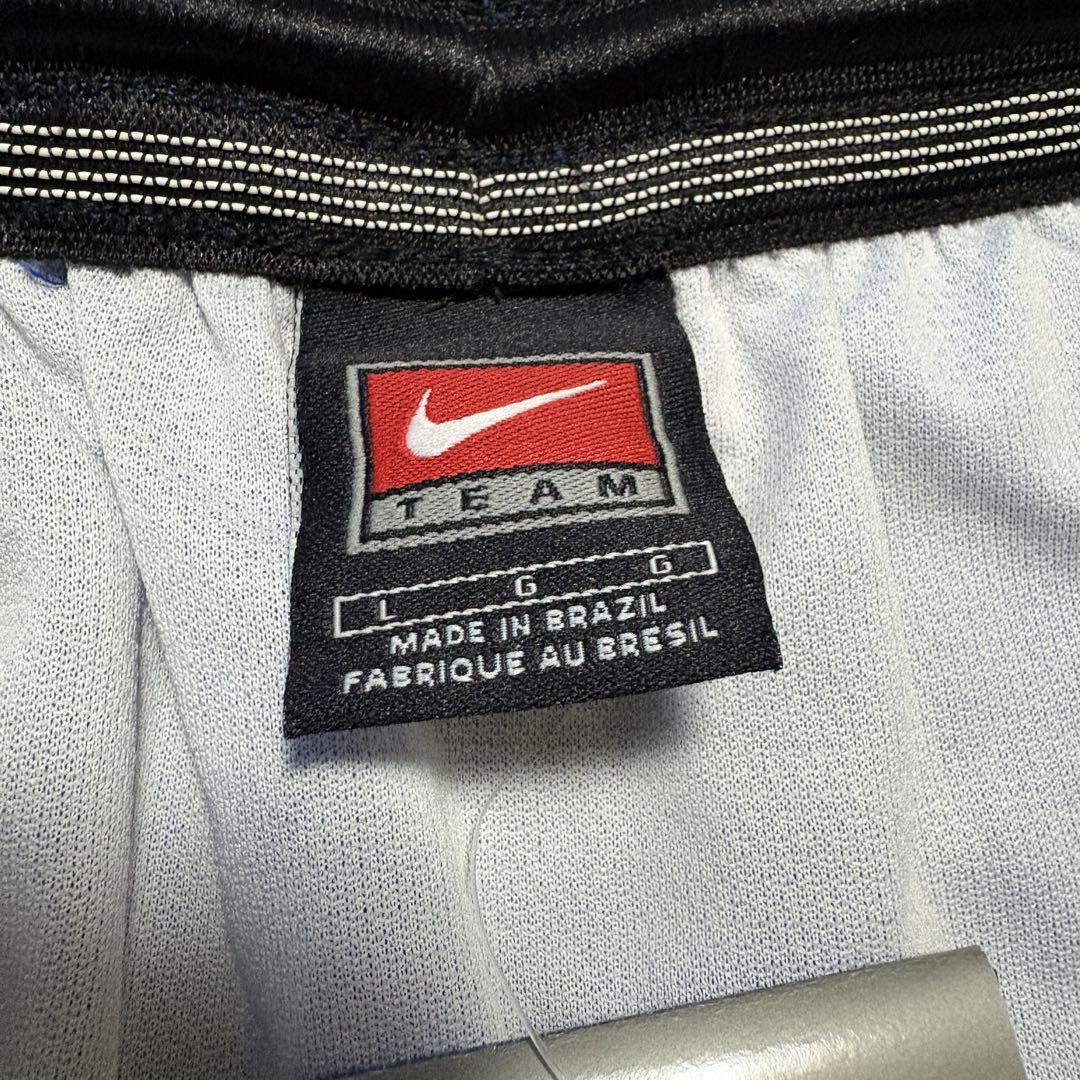 TEAM
L G G
MADE IN BRAZIL
FABRIQUE AU BRESIL